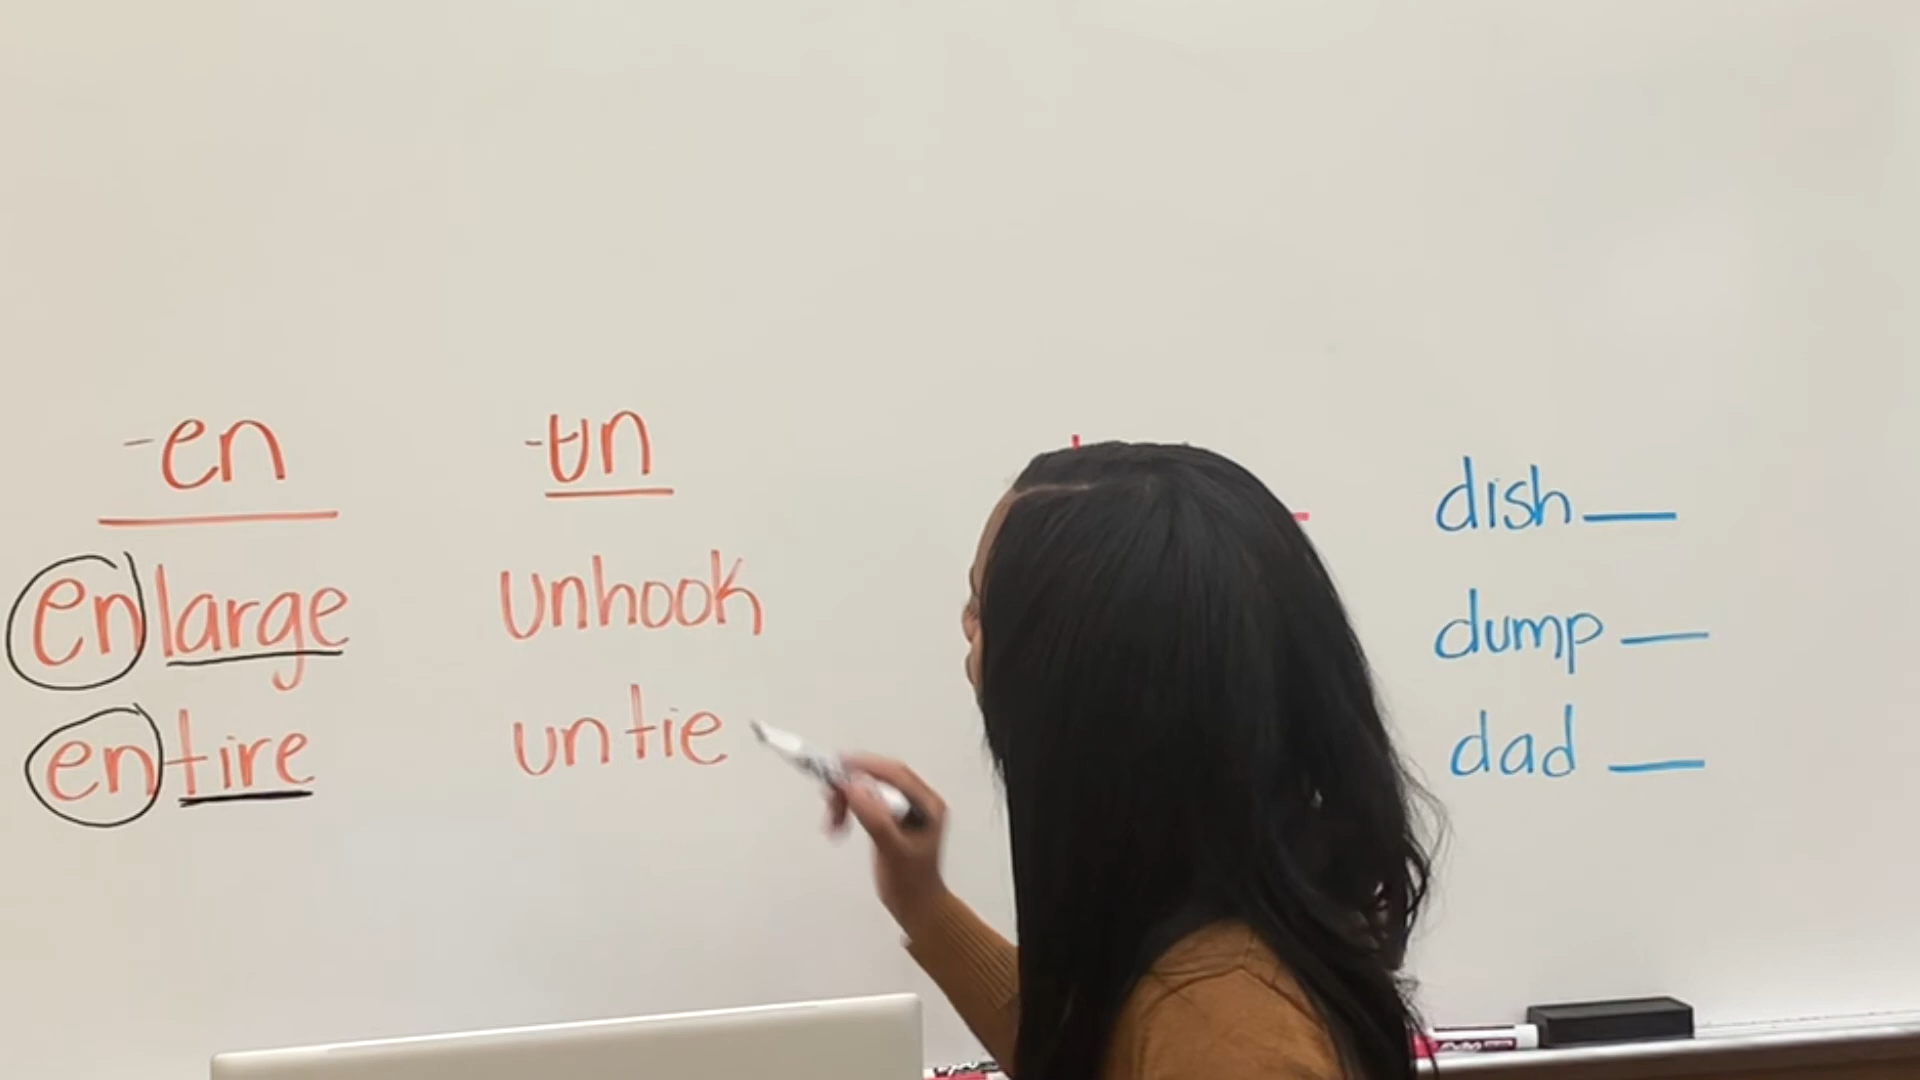 -en
-un
enlarge
unhook
entire
untie
dish __
dump __
dad __